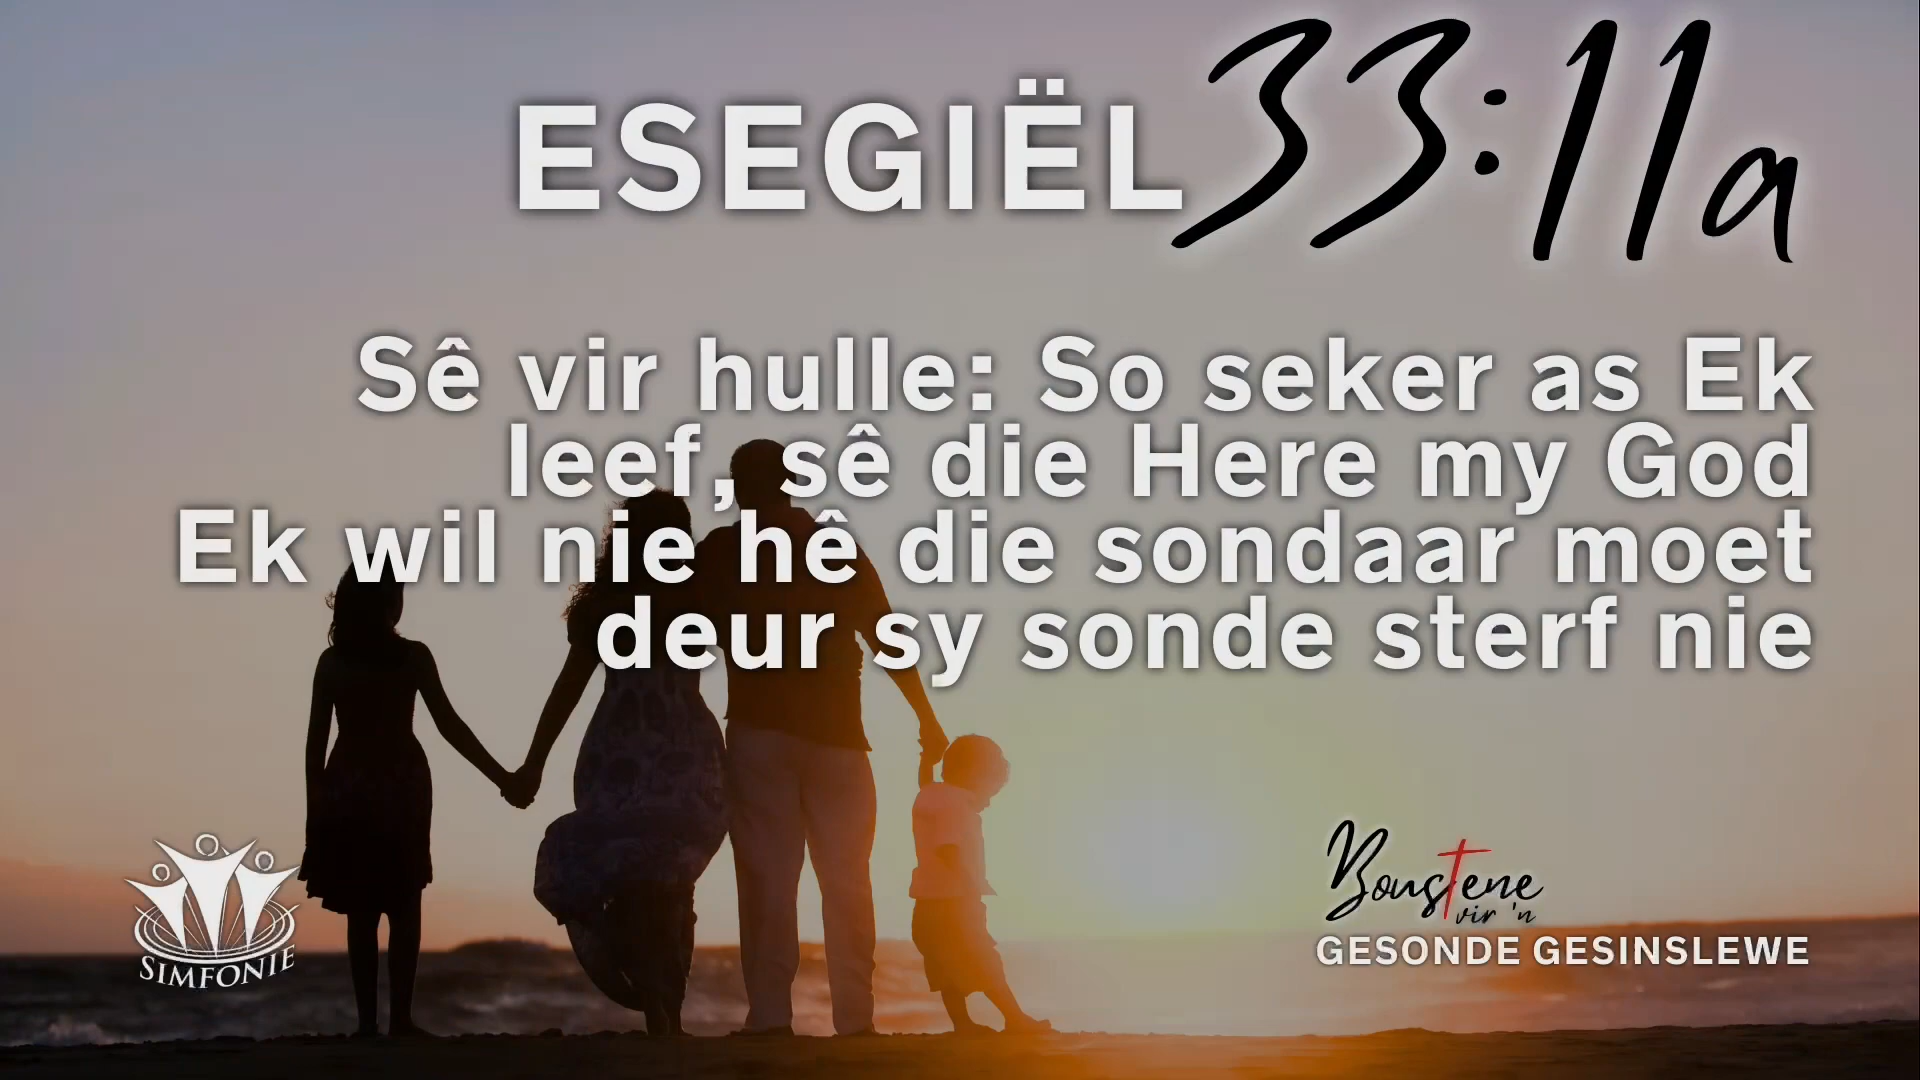 ESEGIËL 33:11a
Sê vir hulle: So seker as Ek
leef, sê die Here my God
Ek wil nie hê die sondaar moet
deur sy sonde sterf nie
SIMFONIE
Boustene
vir 'n
GESONDE GESINSLEWE